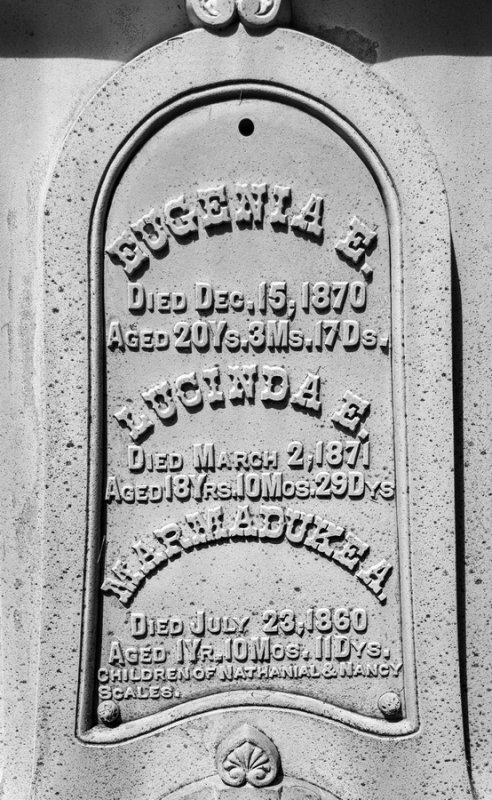 EUGENIA E.
DIED DEC. 15, 1870
AGED 20YS. 3MS. 17DS.
LUCINDA E.
DIED MARCH 2, 1871
AGED 18YRS. 10MOS. 29DYS
MARMADUKE A.
DIED JULY 23, 1860
AGED 1YR. 10MOS. 11DYS.
CHILDREN OF NATHANIAL & NANCY
SCALES.